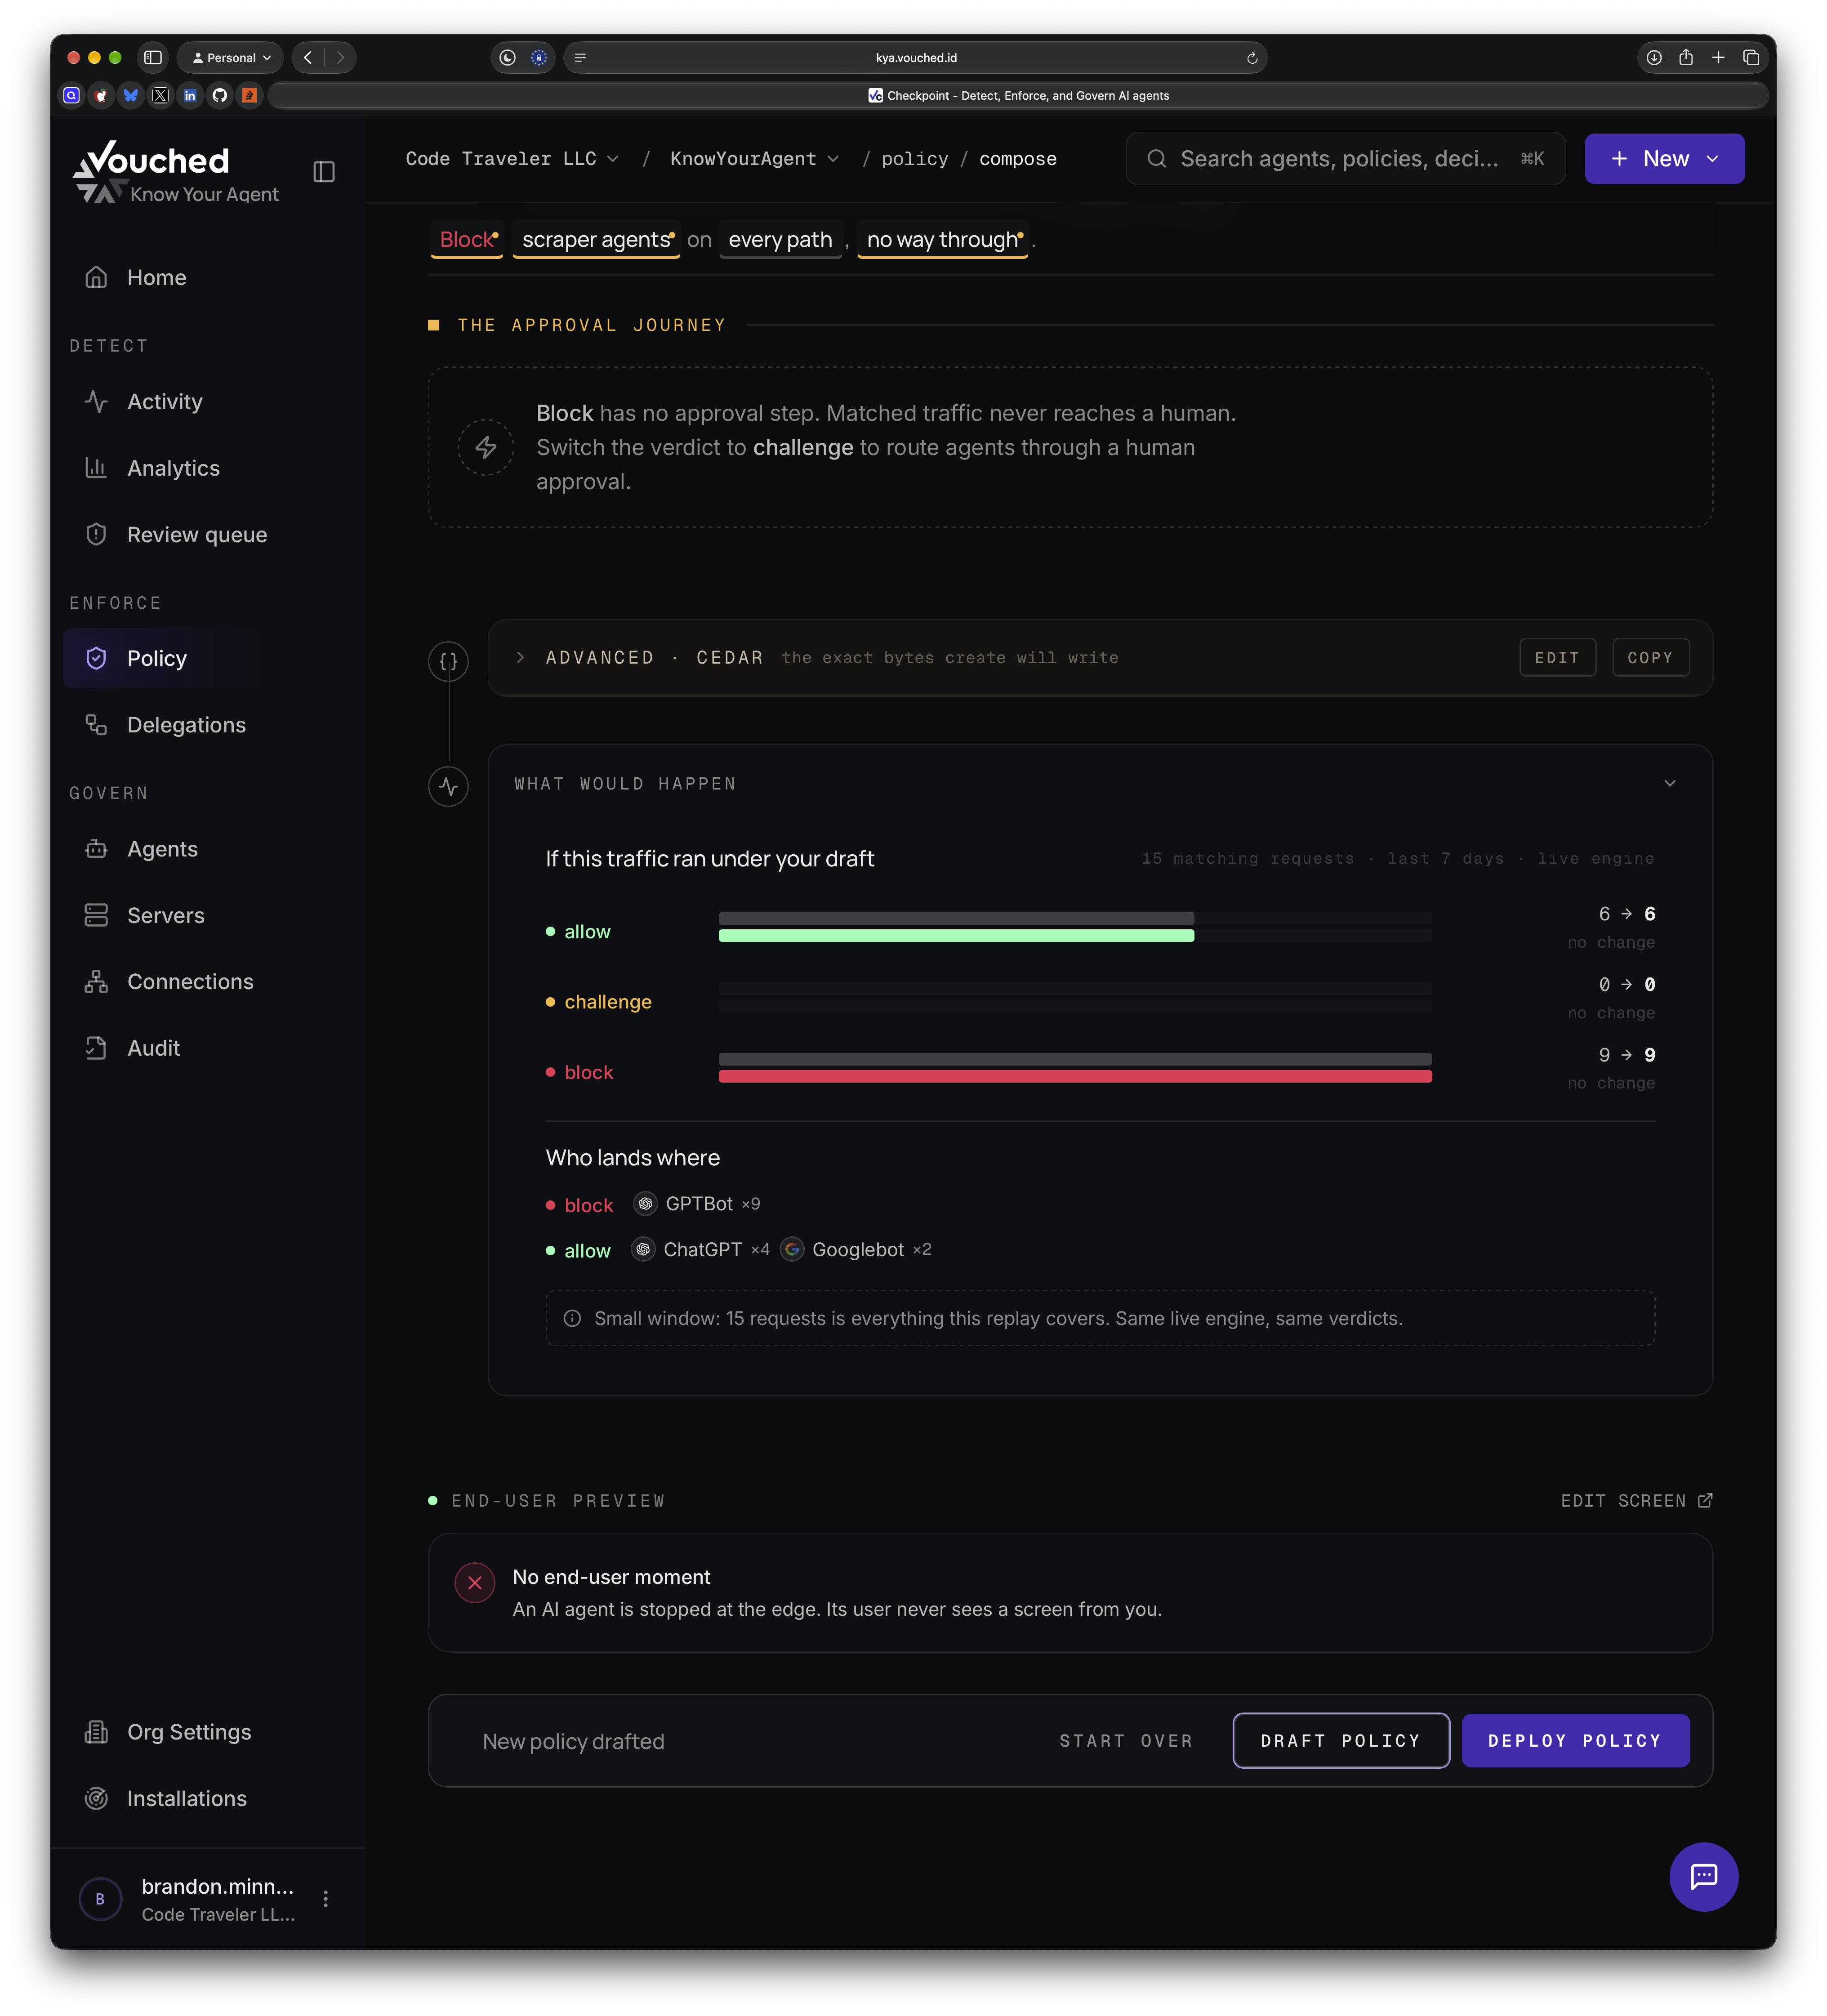 Personal
kya.vouched.id
Checkpoint - Detect, Enforce, and Govern AI agents
Vouched
Know Your Agent
Code Traveler LLC / KnowYourAgent / policy / compose
Search agents, policies, deci... ⌘K
+ New
Home
DETECT
Activity
Analytics
Review queue
ENFORCE
Policy
Delegations
GOVERN
Agents
Servers
Connections
Audit
Org Settings
Installations
B
brandon.minn...
Code Traveler LL...
Block scraper agents on every path, no way through.
THE APPROVAL JOURNEY
Block has no approval step. Matched traffic never reaches a human.
Switch the verdict to challenge to route agents through a human
approval.
{} ADVANCED · CEDAR the exact bytes create will write EDIT COPY
WHAT WOULD HAPPEN
If this traffic ran under your draft 15 matching requests · last 7 days · live engine
allow 6 → 6
no change
challenge 0 → 0
no change
block 9 → 9
no change
Who lands where
block GPTBot ×9
allow ChatGPT ×4 Googlebot ×2
Small window: 15 requests is everything this replay covers. Same live engine, same verdicts.
END-USER PREVIEW EDIT SCREEN
No end-user moment
An AI agent is stopped at the edge. Its user never sees a screen from you.
New policy drafted START OVER DRAFT POLICY DEPLOY POLICY